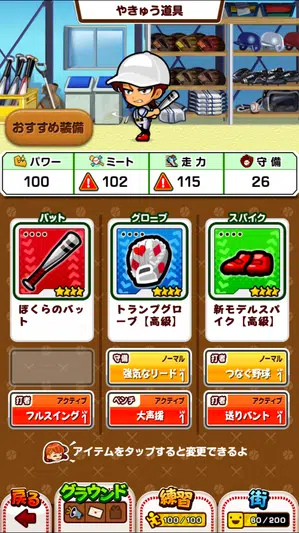 やきゅう道具
おすすめ装備
パワー ミート 走力 守備
100 102 115 26
バット グローブ スパイク
ぼくらのバット
トランプグローブ【高級】
新モデルスパイク【高級】
守備 ノーマル
強気なリード
打者 ノーマル
つなぐ野球
打者 アクティブ
フルスイング
ベンチ アクティブ
大声援
打者 アクティブ
送りバント
アイテムをタップすると変更できるよ
戻る グラウンド 練習 街
100/100 60/200